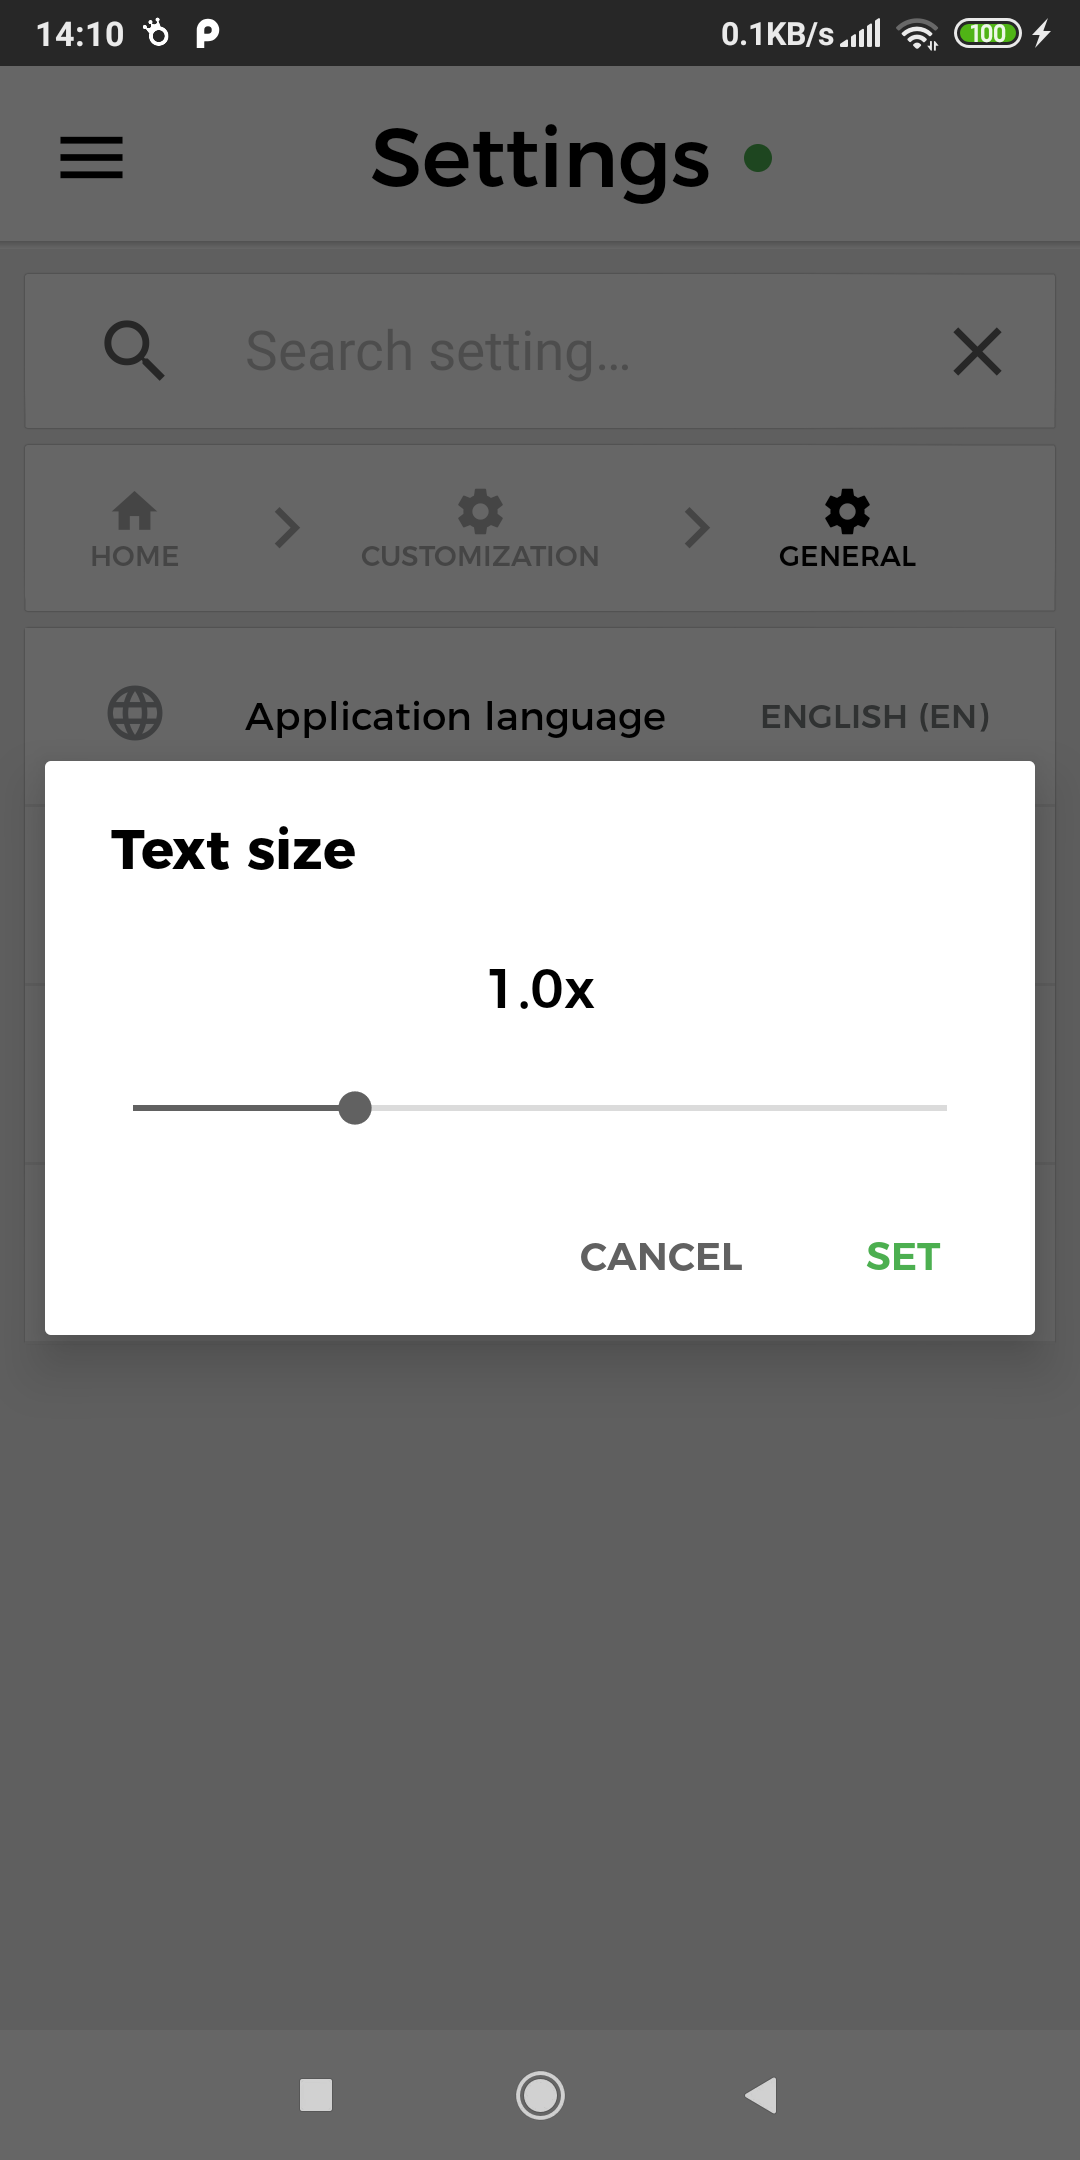 14:10 0.1KB/s 100
Settings
Search setting...
HOME CUSTOMIZATION GENERAL
Application language ENGLISH (EN)
Text size
1.0x
CANCEL SET